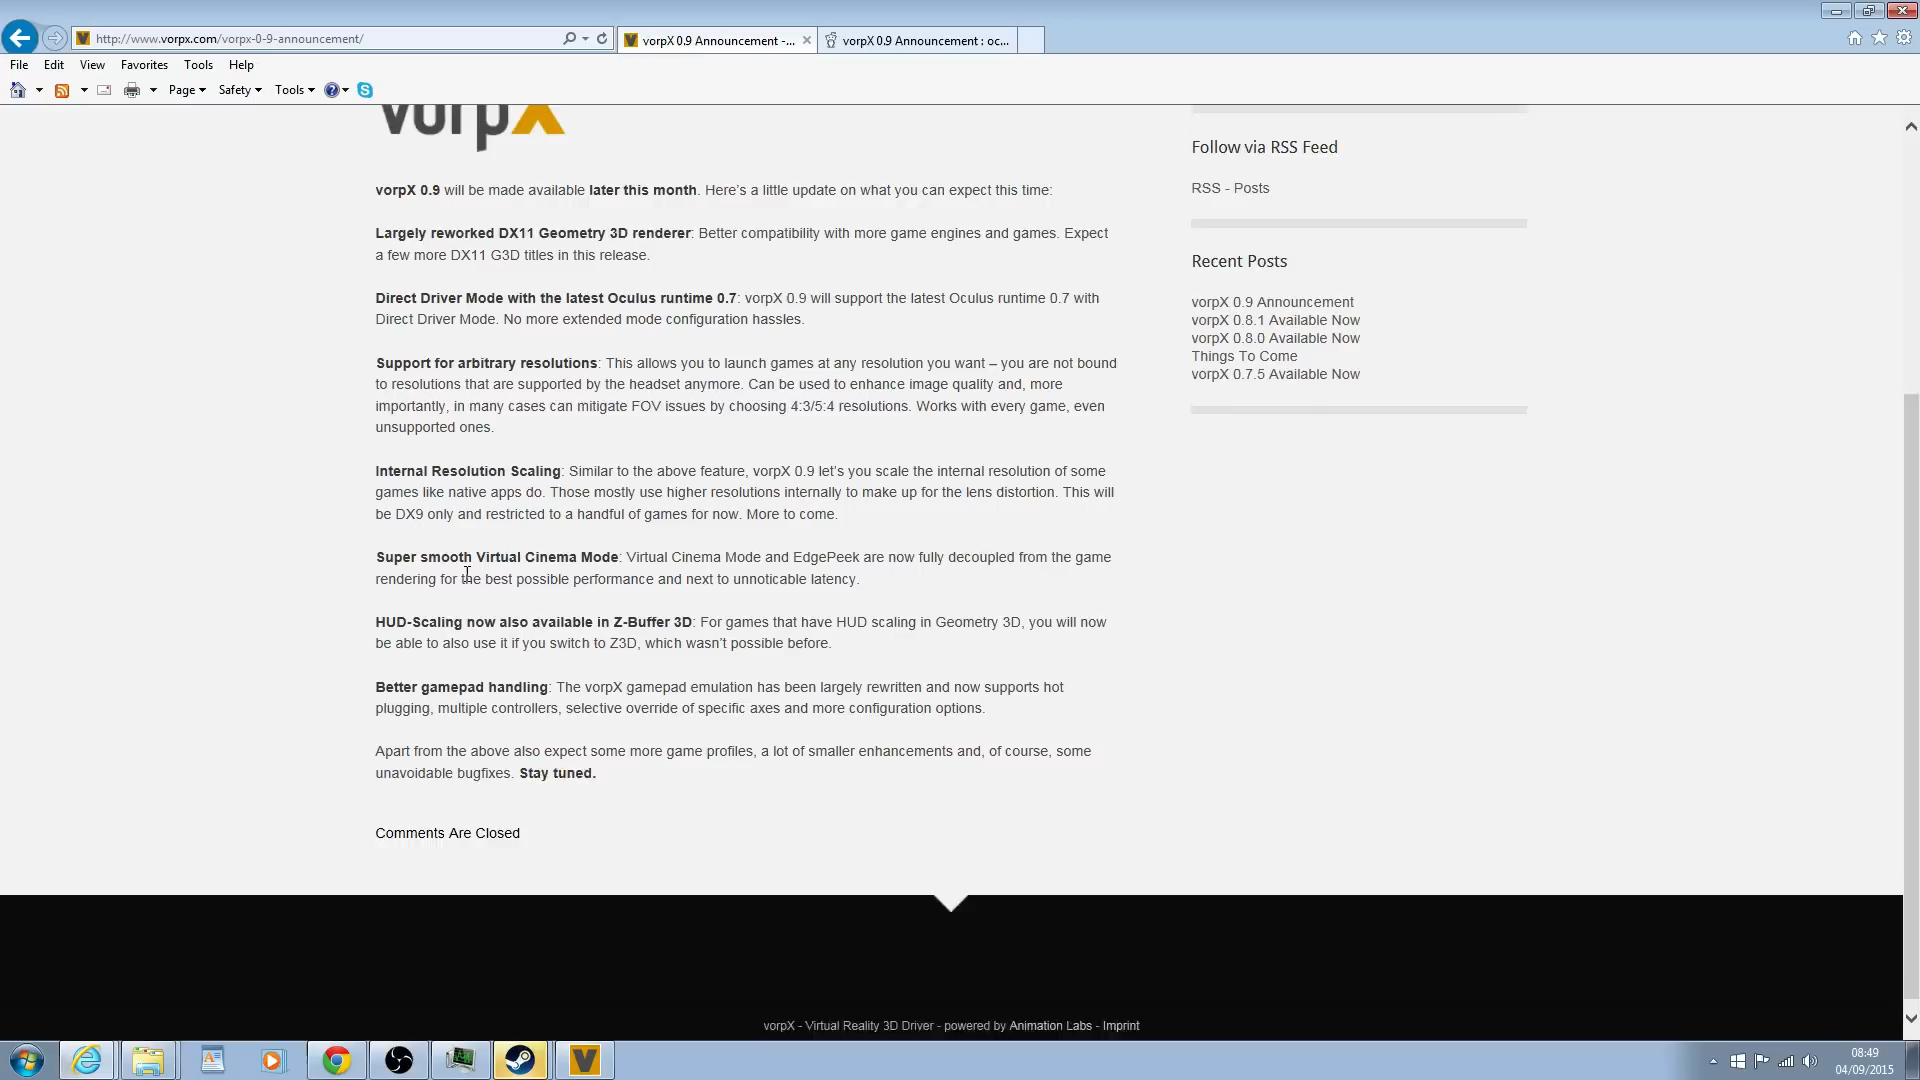 http://www.vorpx.com/vorpx-0-9-announcement/
vorpX 0.9 Announcement -...
vorpX 0.9 Announcement : oc...
File Edit View Favorites Tools Help
Page Safety Tools
vorpX
vorpX 0.9 will be made available later this month. Here's a little update on what you can expect this time:
Largely reworked DX11 Geometry 3D renderer: Better compatibility with more game engines and games. Expect
a few more DX11 G3D titles in this release.
Direct Driver Mode with the latest Oculus runtime 0.7: vorpX 0.9 will support the latest Oculus runtime 0.7 with
Direct Driver Mode. No more extended mode configuration hassles.
Support for arbitrary resolutions: This allows you to launch games at any resolution you want – you are not bound
to resolutions that are supported by the headset anymore. Can be used to enhance image quality and, more
importantly, in many cases can mitigate FOV issues by choosing 4:3/5:4 resolutions. Works with every game, even
unsupported ones.
Internal Resolution Scaling: Similar to the above feature, vorpX 0.9 let's you scale the internal resolution of some
games like native apps do. Those mostly use higher resolutions internally to make up for the lens distortion. This will
be DX9 only and restricted to a handful of games for now. More to come.
Super smooth Virtual Cinema Mode: Virtual Cinema Mode and EdgePeek are now fully decoupled from the game
rendering for the best possible performance and next to unnoticable latency.
HUD-Scaling now also available in Z-Buffer 3D: For games that have HUD scaling in Geometry 3D, you will now
be able to also use it if you switch to Z3D, which wasn't possible before.
Better gamepad handling: The vorpX gamepad emulation has been largely rewritten and now supports hot
plugging, multiple controllers, selective override of specific axes and more configuration options.
Apart from the above also expect some more game profiles, a lot of smaller enhancements and, of course, some
unavoidable bugfixes. Stay tuned.
Comments Are Closed
Follow via RSS Feed
RSS - Posts
Recent Posts
vorpX 0.9 Announcement
vorpX 0.8.1 Available Now
vorpX 0.8.0 Available Now
Things To Come
vorpX 0.7.5 Available Now
vorpX - Virtual Reality 3D Driver - powered by Animation Labs - Imprint
08:49
04/09/2015